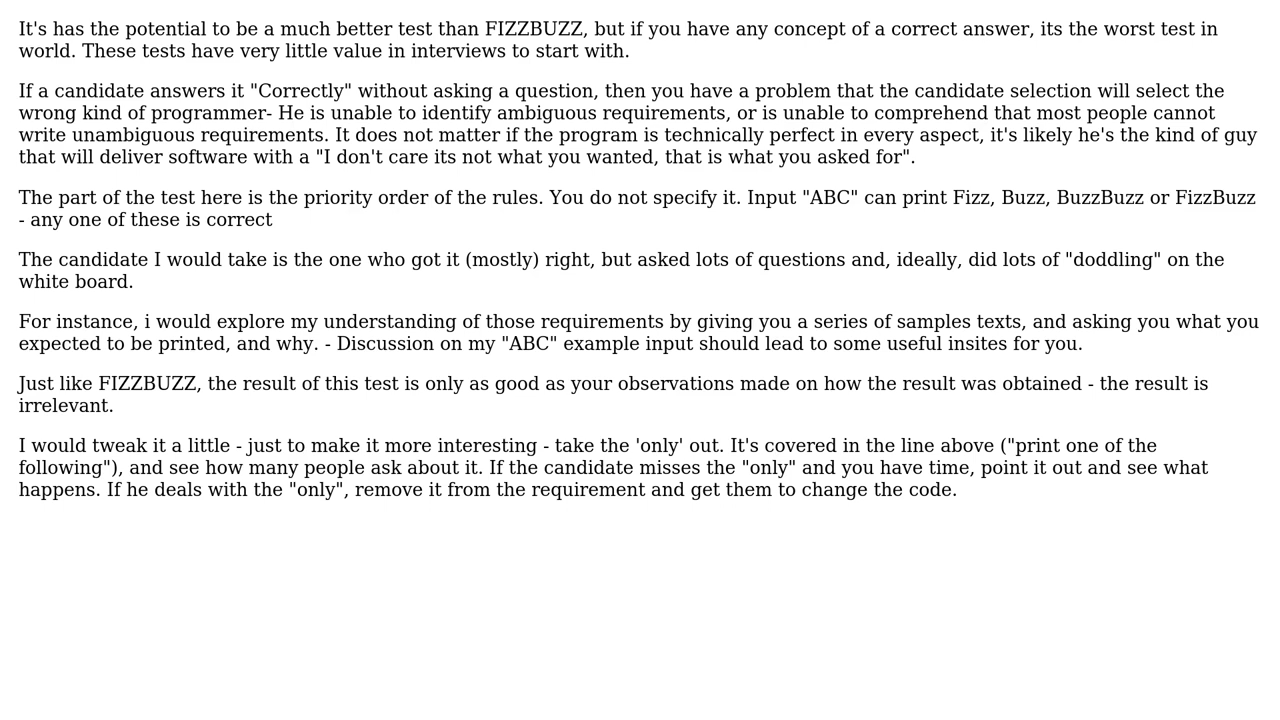 It's has the potential to be a much better test than FIZZBUZZ, but if you have any concept of a correct answer, its the worst test in
world. These tests have very little value in interviews to start with.
If a candidate answers it "Correctly" without asking a question, then you have a problem that the candidate selection will select the
wrong kind of programmer- He is unable to identify ambiguous requirements, or is unable to comprehend that most people cannot
write unambiguous requirements. It does not matter if the program is technically perfect in every aspect, it's likely he's the kind of guy
that will deliver software with a "I don't care its not what you wanted, that is what you asked for".
The part of the test here is the priority order of the rules. You do not specify it. Input "ABC" can print Fizz, Buzz, BuzzBuzz or FizzBuzz
- any one of these is correct
The candidate I would take is the one who got it (mostly) right, but asked lots of questions and, ideally, did lots of "doddling" on the
white board.
For instance, i would explore my understanding of those requirements by giving you a series of samples texts, and asking you what you
expected to be printed, and why. - Discussion on my "ABC" example input should lead to some useful insites for you.
Just like FIZZBUZZ, the result of this test is only as good as your observations made on how the result was obtained - the result is
irrelevant.
I would tweak it a little - just to make it more interesting - take the 'only' out. It's covered in the line above ("print one of the
following"), and see how many people ask about it. If the candidate misses the "only" and you have time, point it out and see what
happens. If he deals with the "only", remove it from the requirement and get them to change the code.